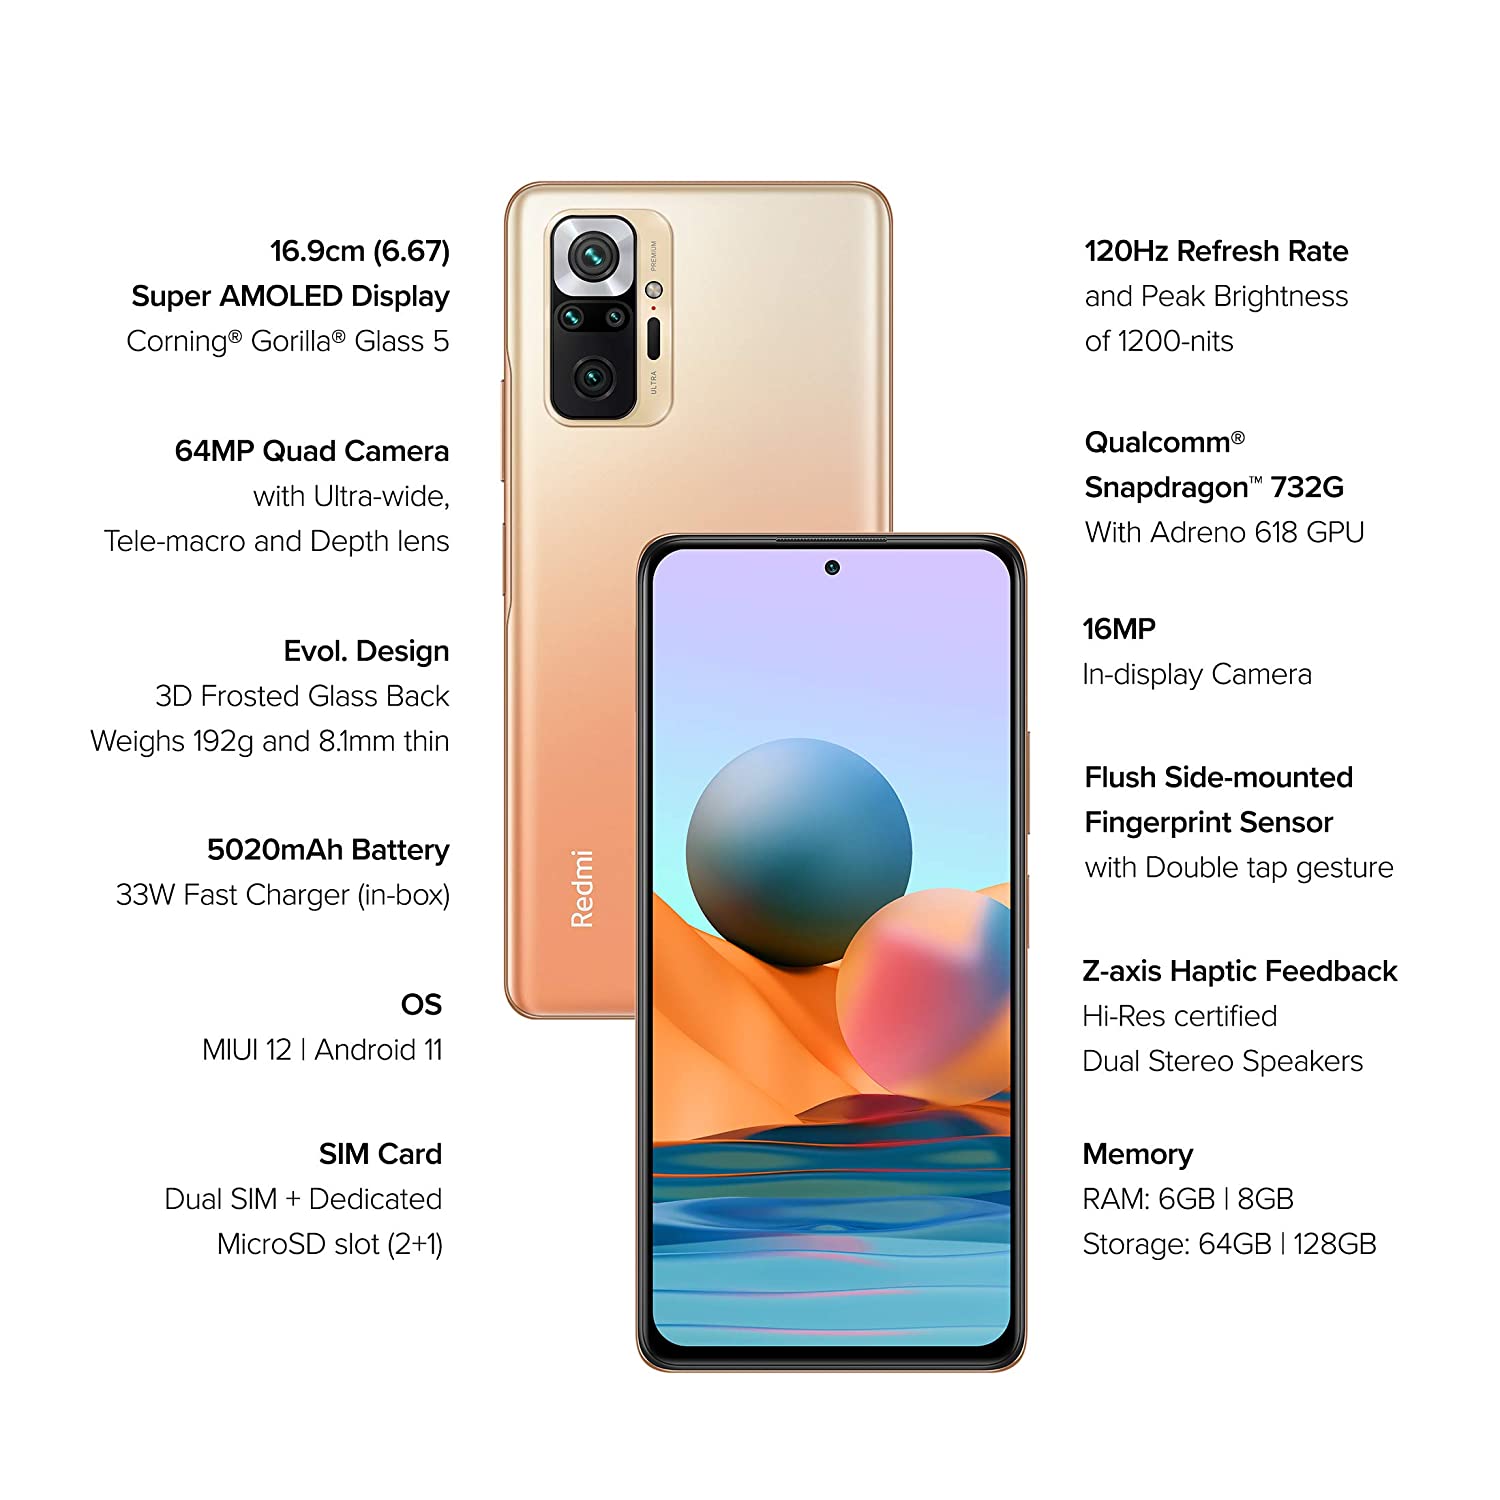 16.9cm (6.67)
Super AMOLED Display
Corning® Gorilla® Glass 5
64MP Quad Camera
with Ultra-wide,
Tele-macro and Depth lens
Evol. Design
3D Frosted Glass Back
Weighs 192g and 8.1mm thin
5020mAh Battery
33W Fast Charger (in-box)
OS
MIUI 12 | Android 11
SIM Card
Dual SIM + Dedicated
MicroSD slot (2+1)
PREMIUM
ULTRA
Redmi
120Hz Refresh Rate
and Peak Brightness
of 1200-nits
Qualcomm®
Snapdragon™ 732G
With Adreno 618 GPU
16MP
In-display Camera
Flush Side-mounted
Fingerprint Sensor
with Double tap gesture
Z-axis Haptic Feedback
Hi-Res certified
Dual Stereo Speakers
Memory
RAM: 6GB | 8GB
Storage: 64GB | 128GB